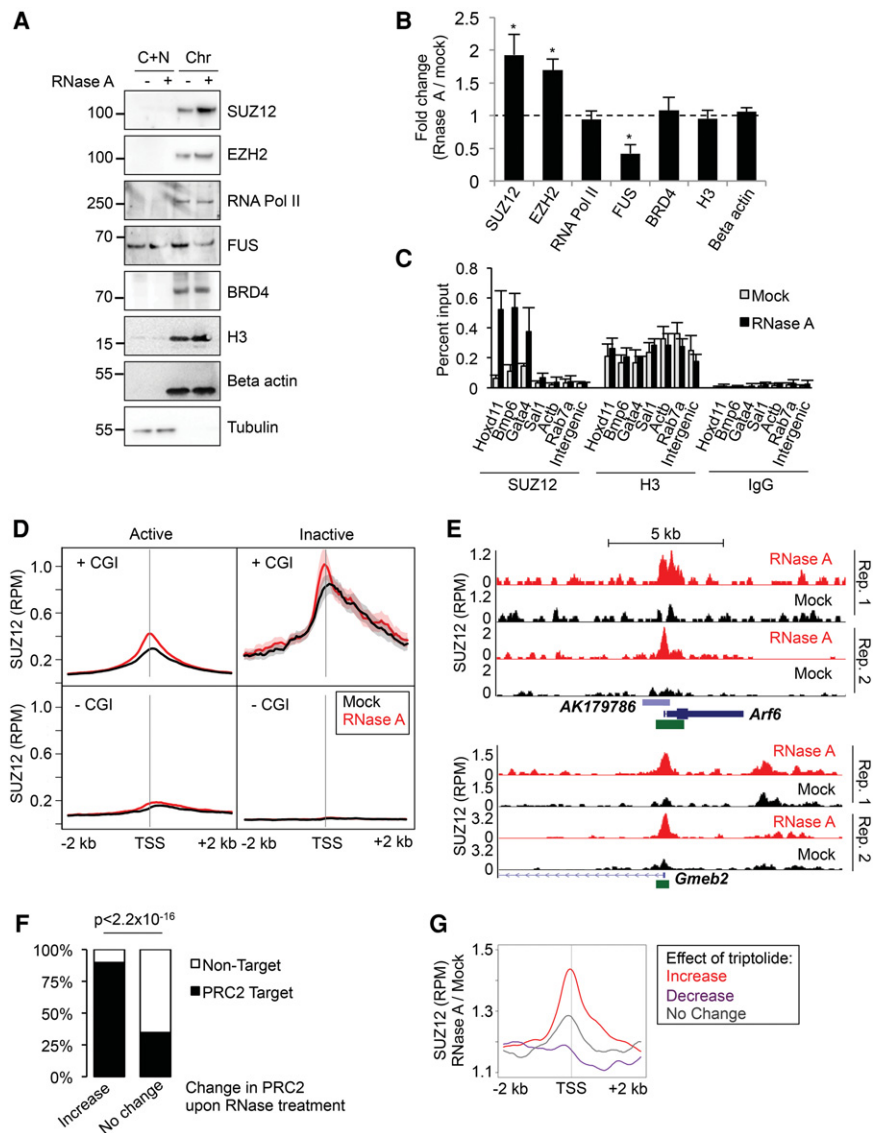 A
C+N Chr
RNase A - + - +
100 SUZ12
100 EZH2
250 RNA Pol II
70 FUS
70 BRD4
15 H3
55 Beta actin
55 Tubulin
B
Fold change
(Rnase A / mock)
2.5
2
1.5
1
0.5
0
* * *
SUZ12 EZH2 RNA Pol II FUS BRD4 H3 Beta actin
C
Percent input
0.8
0.6
0.4
0.2
0
Mock
RNase A
Hoxd11 Bmp6 Gata4 Sal1 Actb Rab7a Intergenic
Hoxd11 Bmp6 Gata4 Sal1 Actb Rab7a Intergenic
Hoxd11 Bmp6 Gata4 Sal1 Actb Rab7a Intergenic
SUZ12 H3 IgG
D
Active Inactive
SUZ12 (RPM)
1.0
0.6
0.2
+ CGI + CGI
SUZ12 (RPM)
1.0
0.6
0.2
- CGI - CGI
Mock
RNase A
-2 kb TSS +2 kb -2 kb TSS +2 kb
E
5 kb
SUZ12 (RPM)
1.2 RNase A
0
1.2 Mock
0
Rep. 1
2 RNase A
0
2 Mock
0
Rep. 2
AK179786 Arf6
SUZ12 (RPM)
1.5 RNase A
0
1.5 Mock
0
Rep. 1
3.2 RNase A
0
3.2 Mock
0
Rep. 2
Gmeb2
F
p<2.2x10-16
100%
75%
50%
25%
0%
Non-Target
PRC2 Target
Increase No change
Change in PRC2
upon RNase treatment
G
SUZ12 (RPM)
RNase A / Mock
1.5
1.3
1.1
-2 kb TSS +2 kb
Effect of triptolide:
Increase
Decrease
No Change